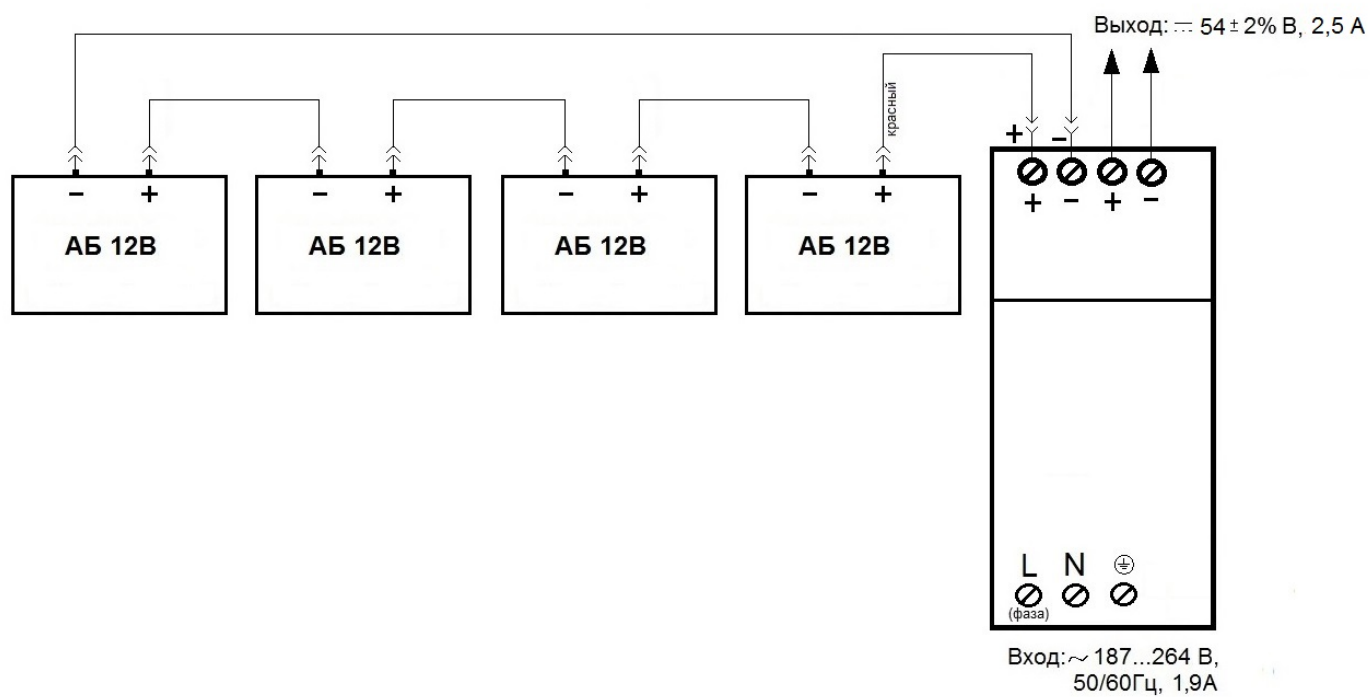 Выход: ⎓ 54 ± 2% В, 2,5 А
красный
+ −
− + − + − + − +
+ − + −
АБ 12В АБ 12В АБ 12В АБ 12В
L N ⏚
(фаза)
Вход: ~ 187...264 В,
50/60Гц, 1,9А